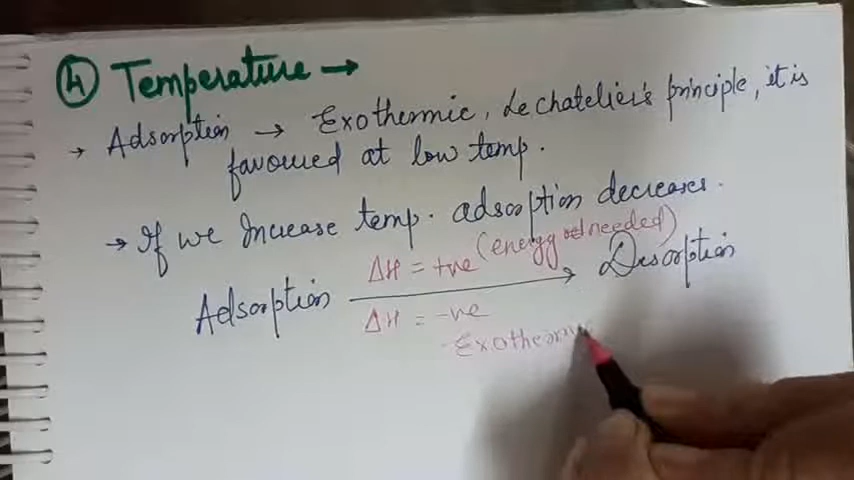 ④ Temperature →
→ Adsorption → Exothermic, Le chatelier's principle, it is
favoured at low temp.
→ If we Increase temp. adsorption decreases.
ΔH = +ve (energy needed)
Adsorption → Desorption
ΔH = -ve
Exothermi